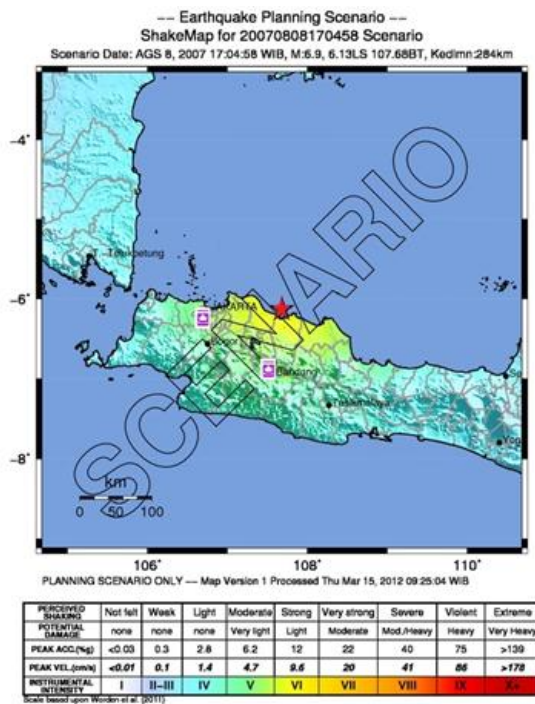 -- Earthquake Planning Scenario --
ShakeMap for 20070808170458 Scenario
Scenario Date: AGS 8, 2007 17:04:58 WIB, M:6.9, 6.13LS 107.68BT, Kedlmn:284km
SCENARIO
-4°
-6°
-8°
JAKARTA
Bogor
Bandung
Tasikmalaya
km
0 50 100
106° 108° 110°
PLANNING SCENARIO ONLY -- Map Version 1 Processed Thu Mar 15, 2012 09:25:04 WIB
PERCEIVED SHAKING Not felt Weak Light Moderate Strong Very strong Severe Violent Extreme
POTENTIAL DAMAGE none none none Very light Light Moderate Mod./Heavy Heavy Very Heavy
PEAK ACC.(%g) <0.03 0.3 2.8 6.2 12 22 40 75 >139
PEAK VEL.(cm/s) <0.01 0.1 1.4 4.7 9.6 20 41 86 >178
INSTRUMENTAL INTENSITY I II-III IV V VI VII VIII IX X+
Scale based upon Worden et al. (2011)